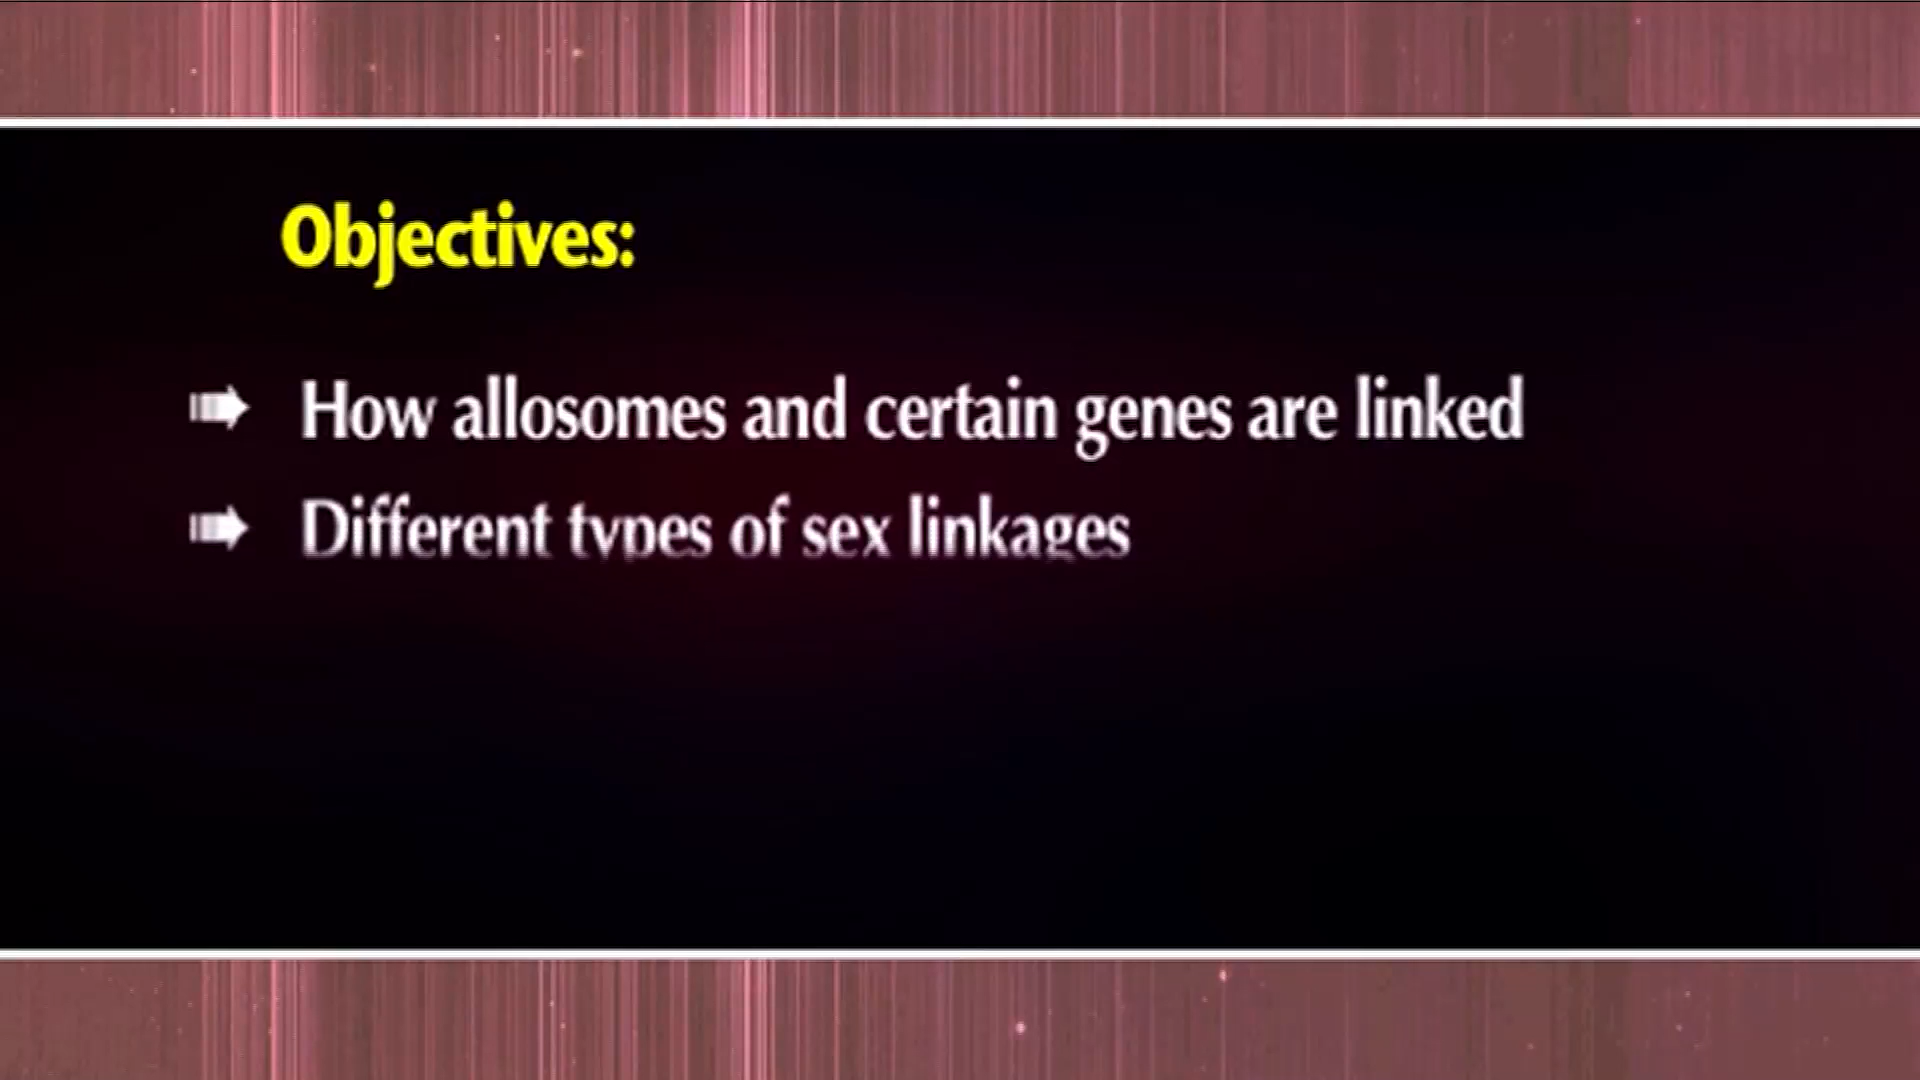 Objectives:
How allosomes and certain genes are linked
Different types of sex linkages